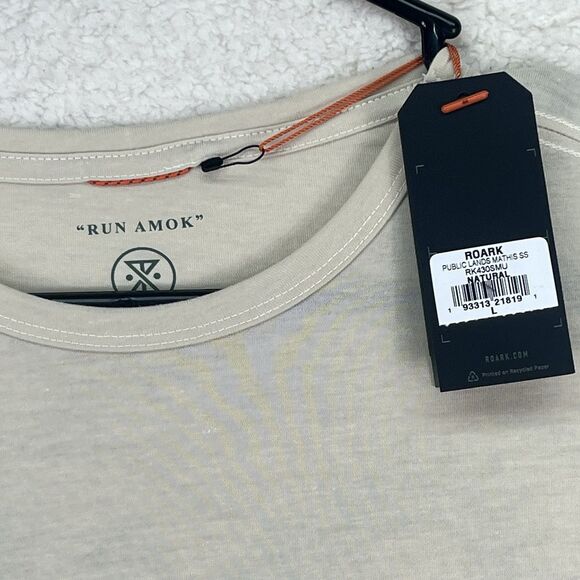 “RUN AMOK”
ROARK
PUBLIC LANDS MATHIS SS
RK430SMU
NATURAL
1 93313 21819 1
L
ROARK.COM
Printed on Recycled Paper